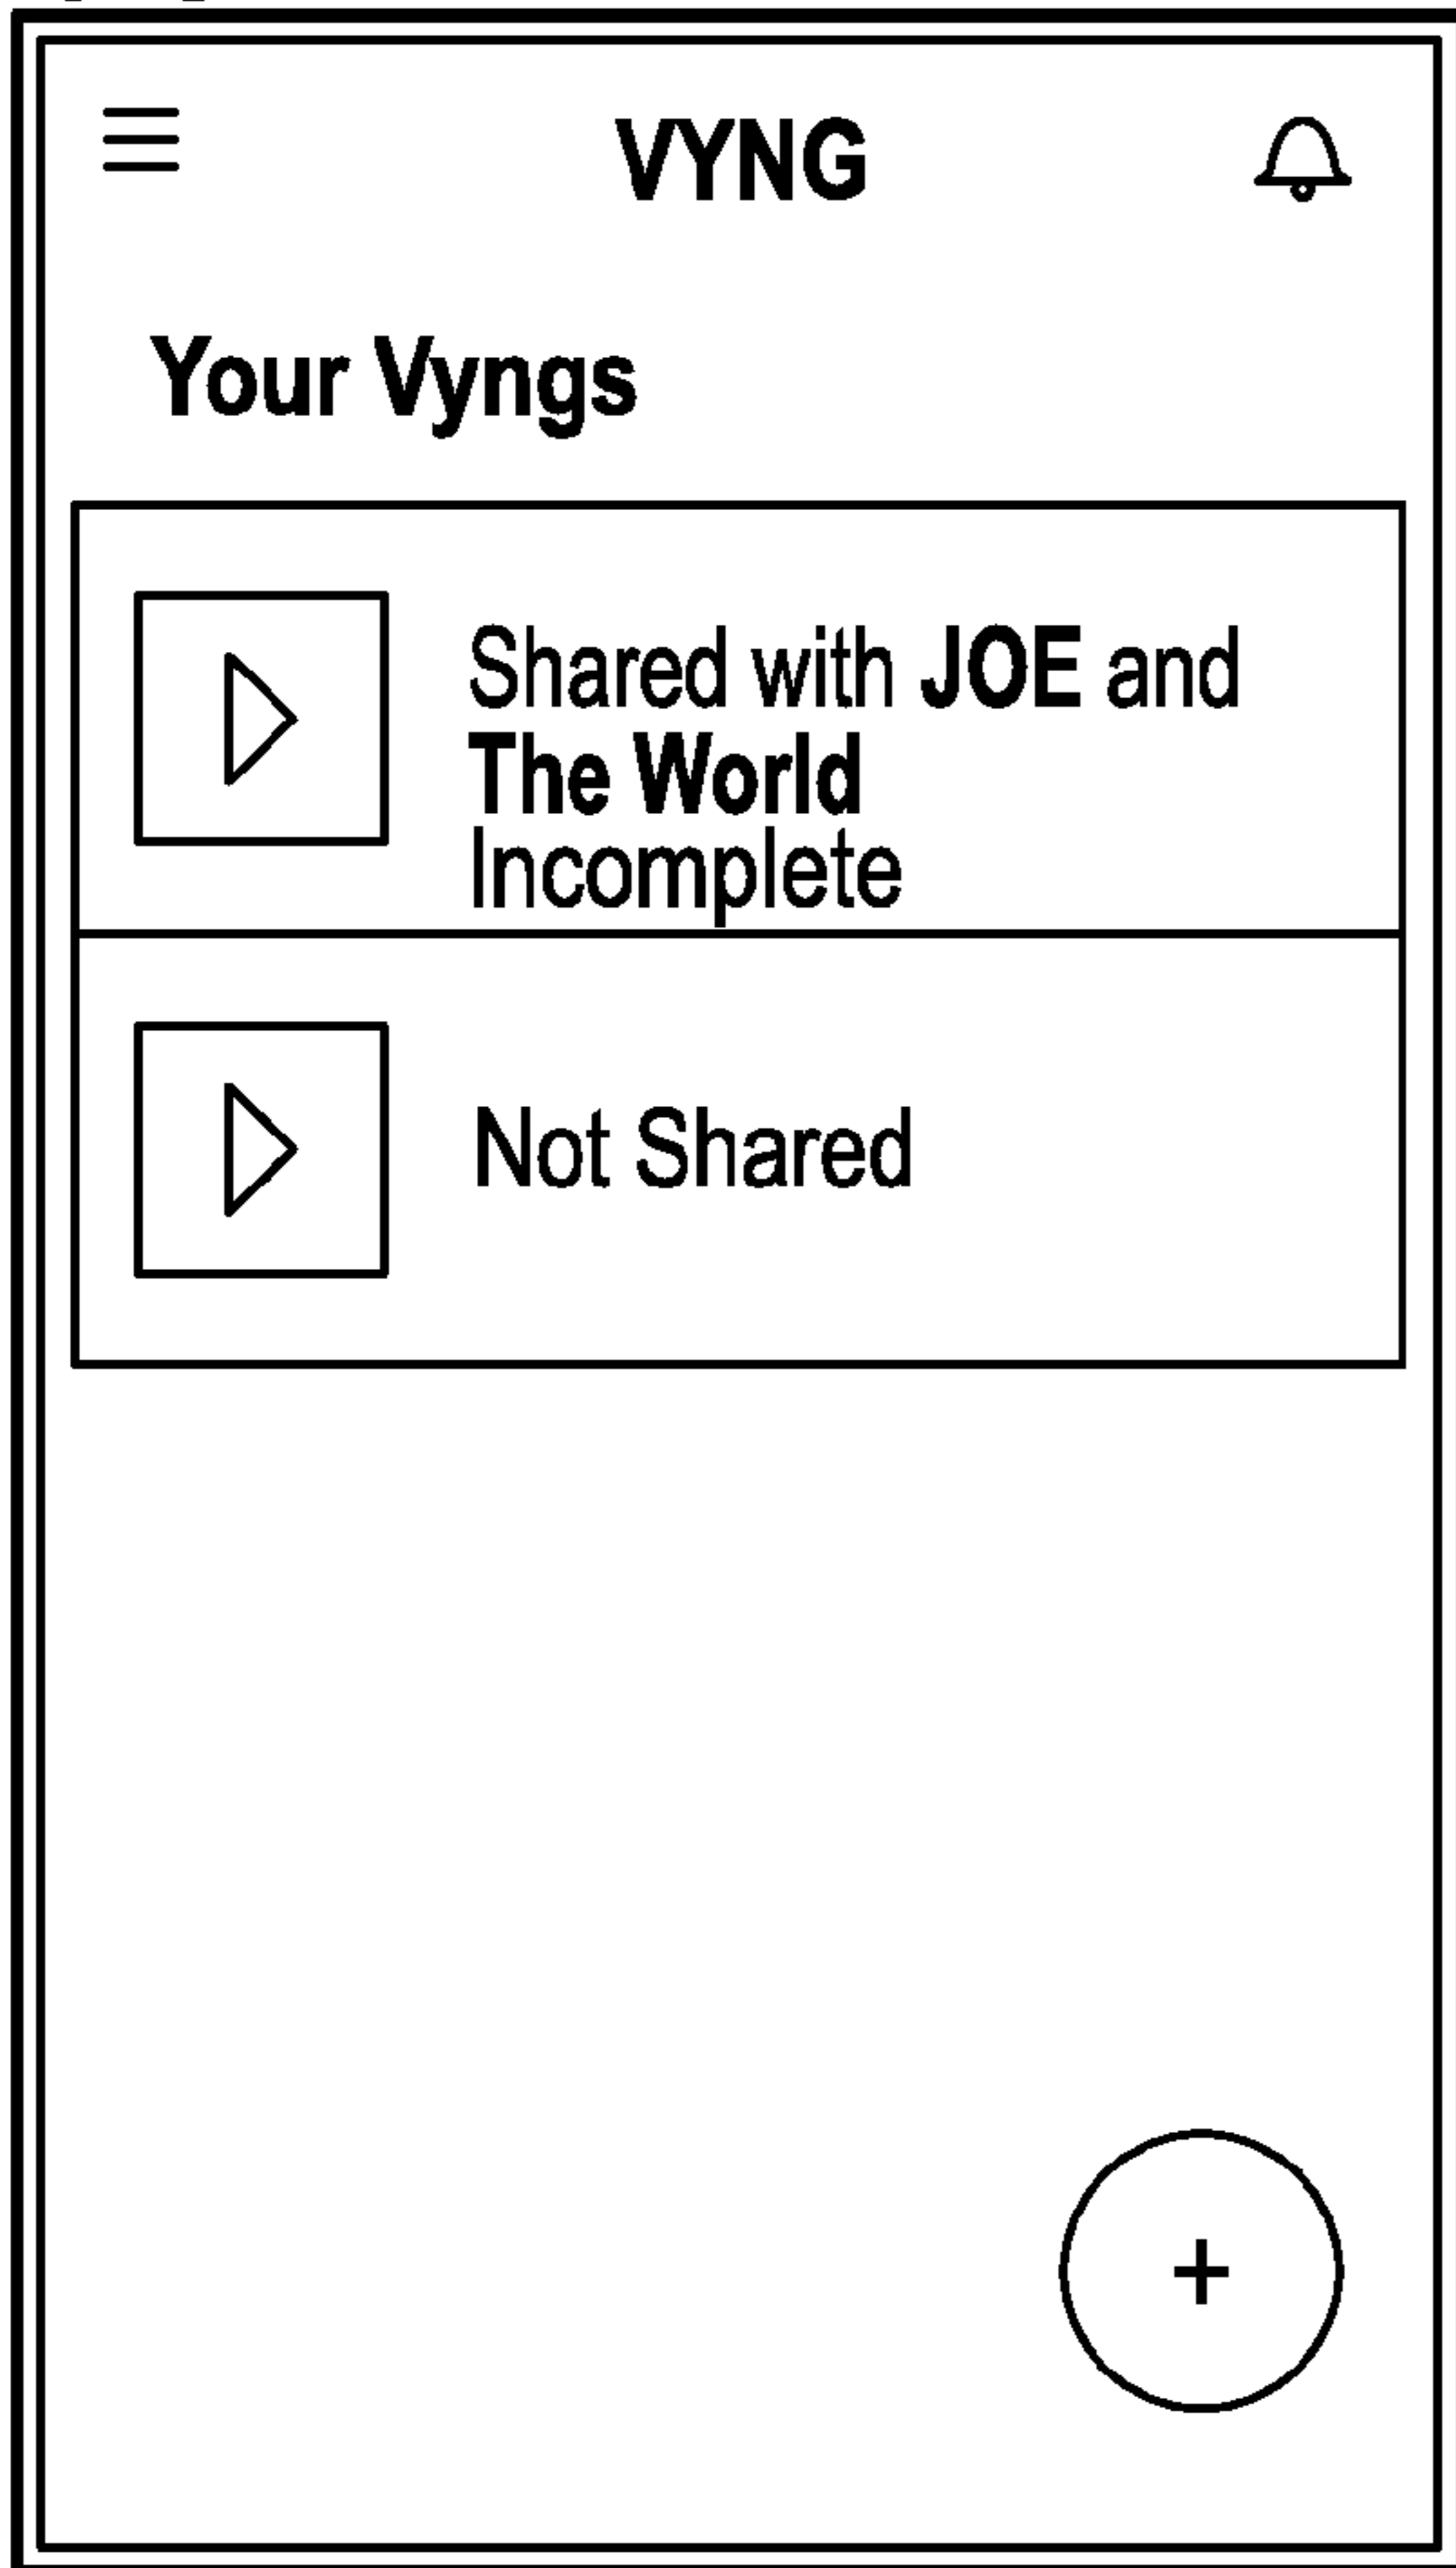 VYNG
Your Vyngs
Shared with JOE and
The World
Incomplete
Not Shared
+